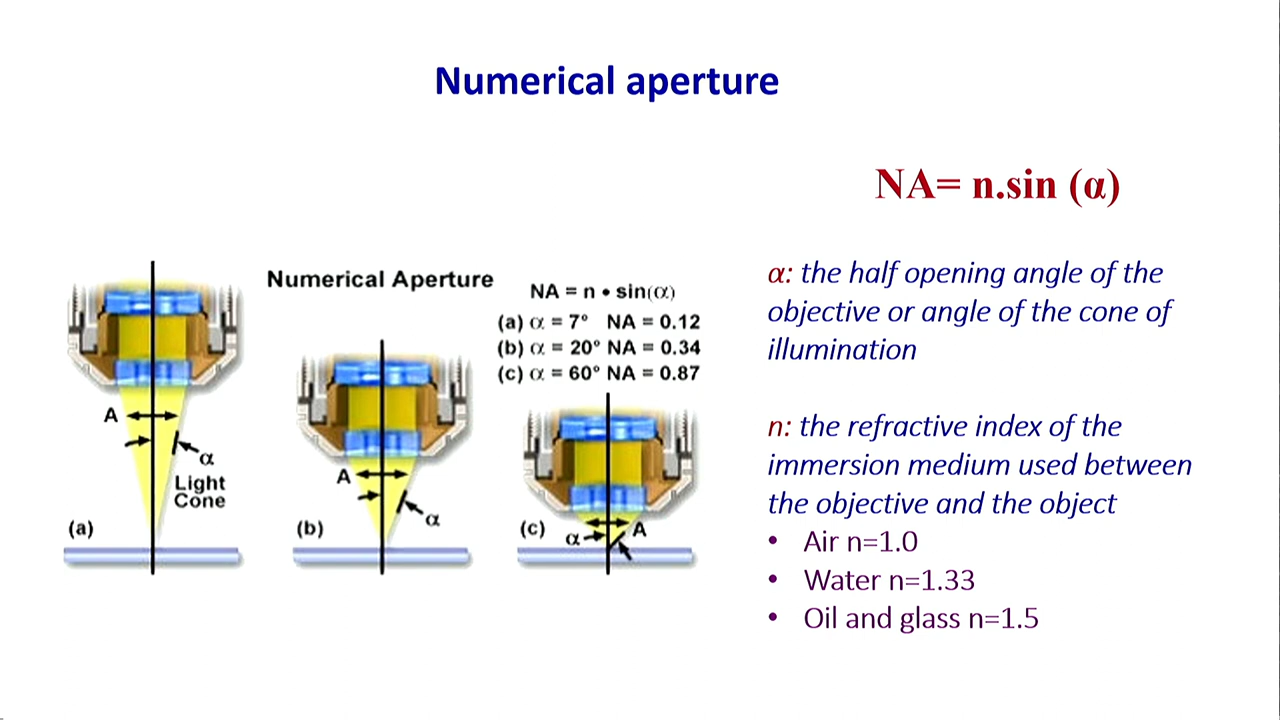 Numerical aperture
NA= n.sin (α)
Numerical Aperture
NA = n • sin(α)
(a) α = 7° NA = 0.12
(b) α = 20° NA = 0.34
(c) α = 60° NA = 0.87
A
α
Light
Cone
(a)
A
α
(b)
A
α
(c)
α: the half opening angle of the
objective or angle of the cone of
illumination
n: the refractive index of the
immersion medium used between
the objective and the object
• Air n=1.0
• Water n=1.33
• Oil and glass n=1.5